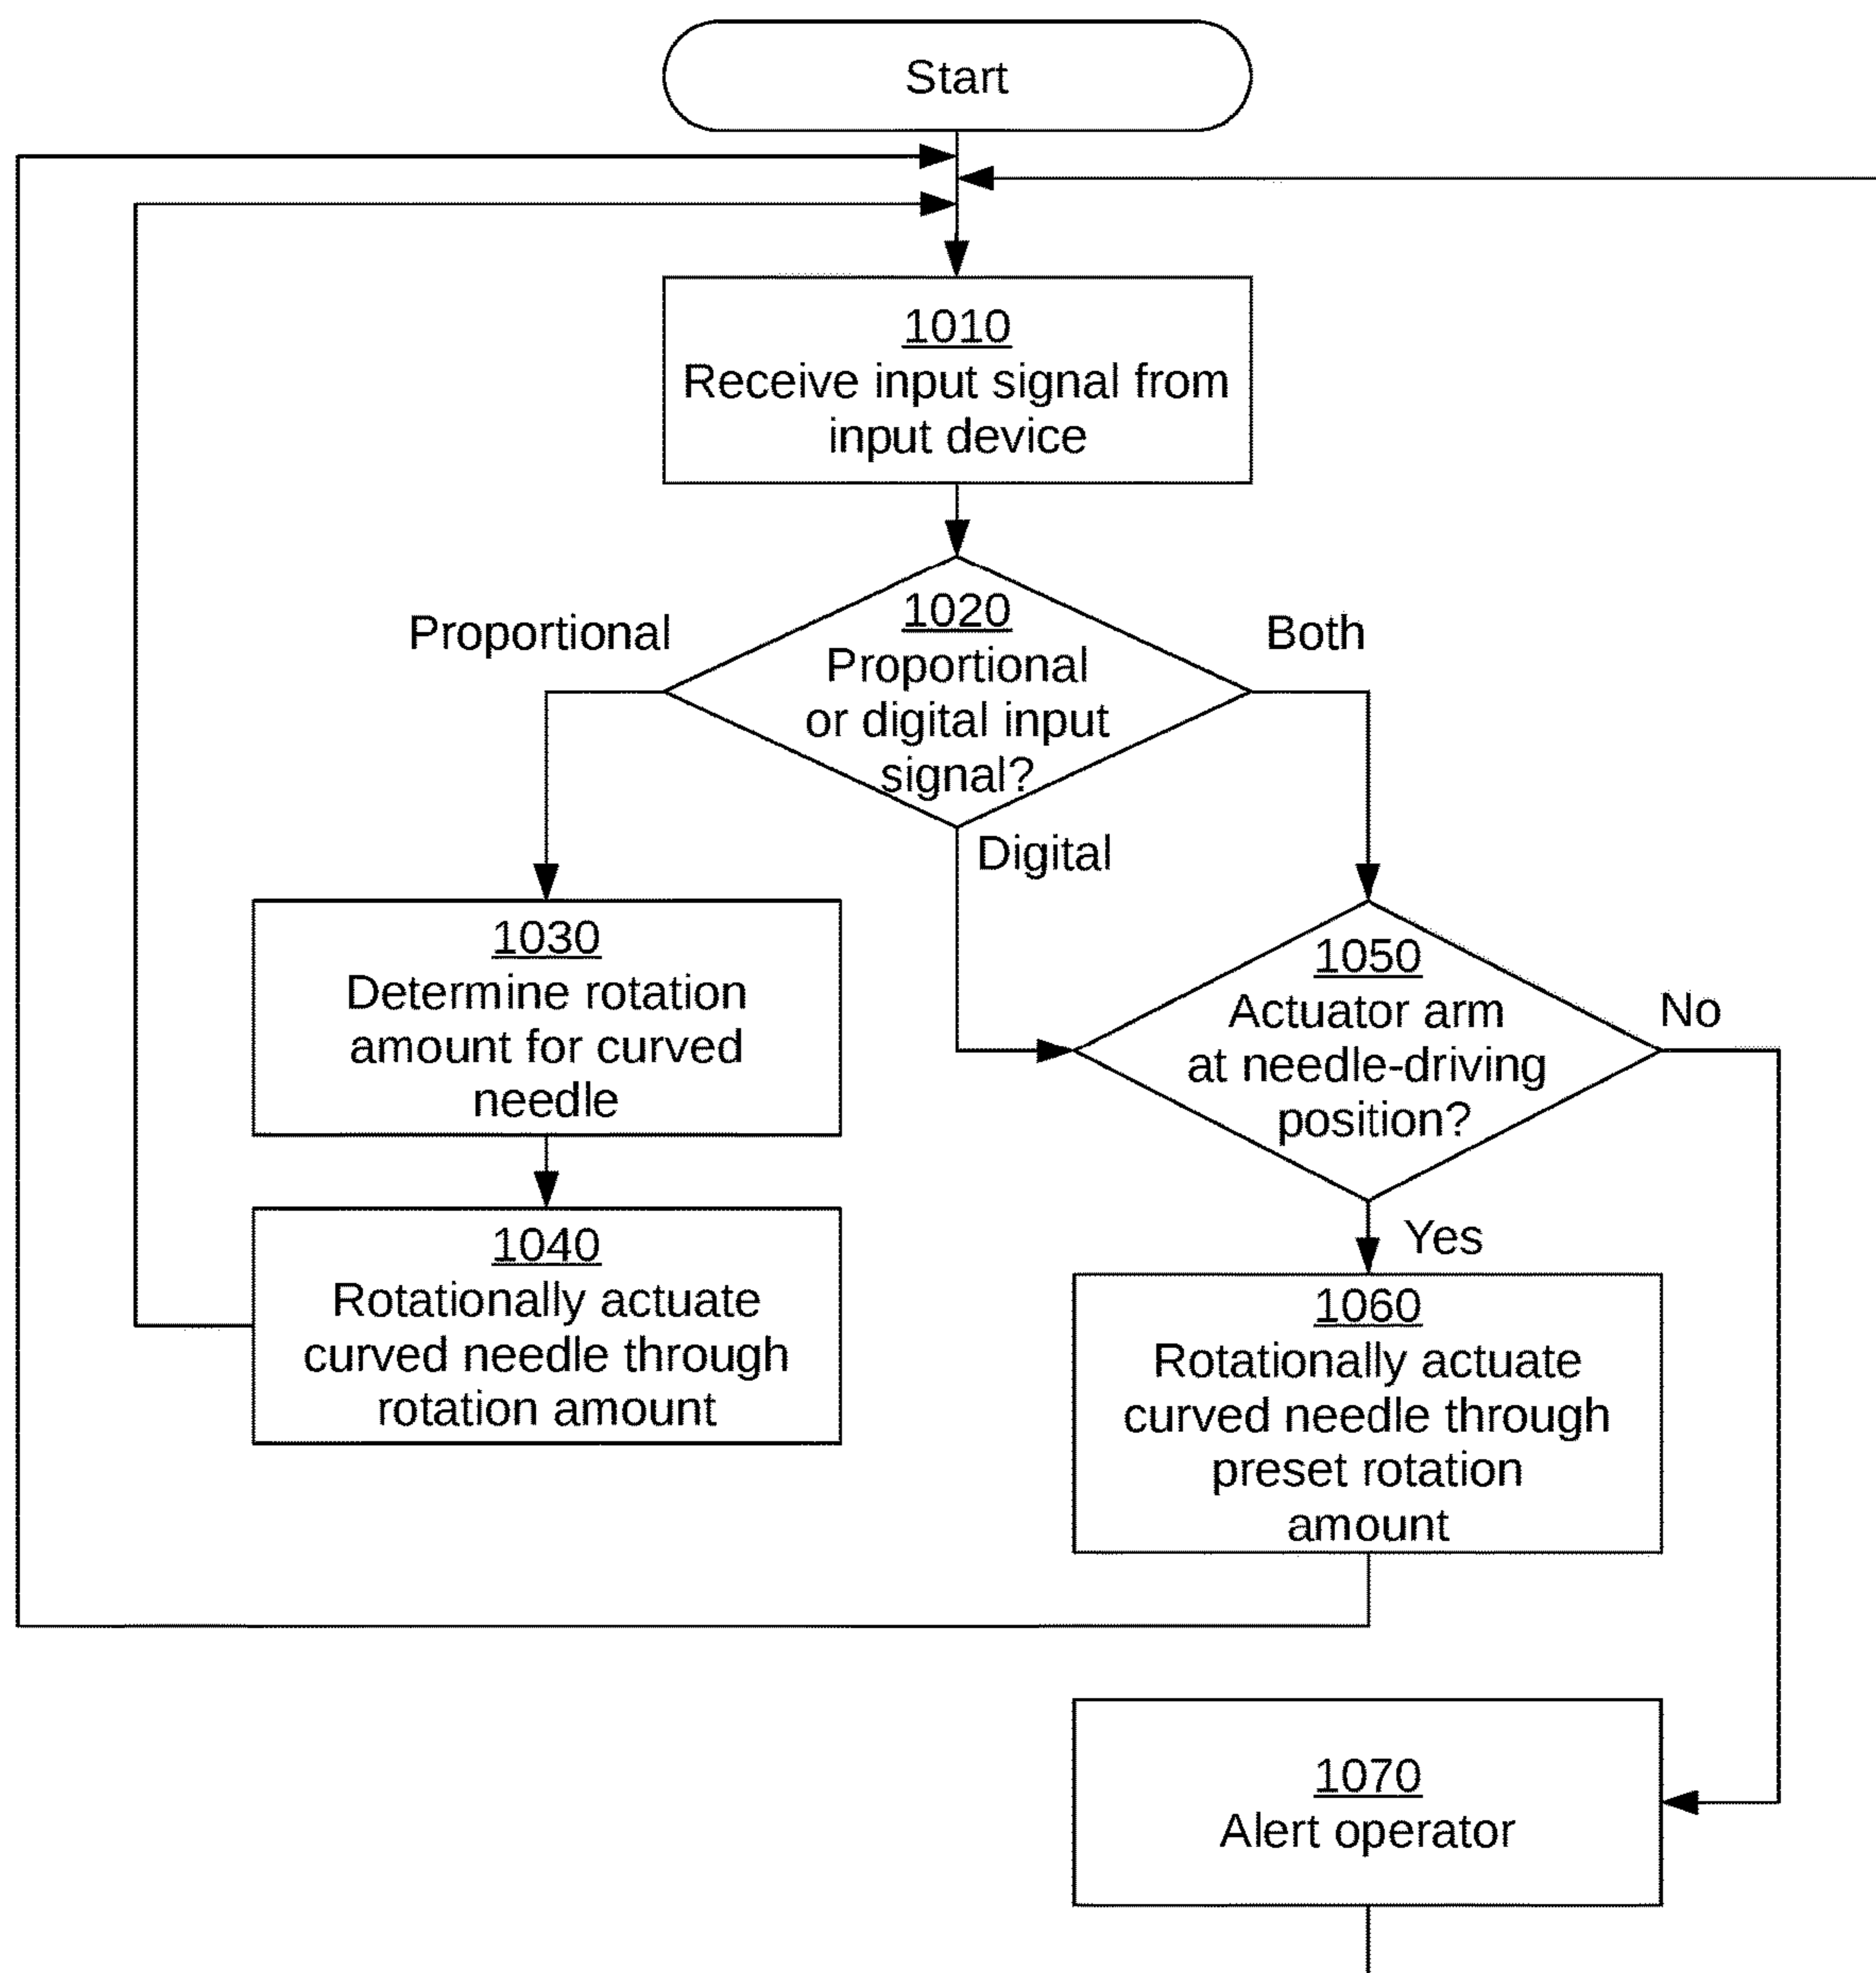 Start
1010
Receive input signal from
input device
1020
Proportional
or digital input
signal?
Proportional
Both
Digital
1030
Determine rotation
amount for curved
needle
1040
Rotationally actuate
curved needle through
rotation amount
1050
Actuator arm
at needle-driving
position?
No
Yes
1060
Rotationally actuate
curved needle through
preset rotation
amount
1070
Alert operator